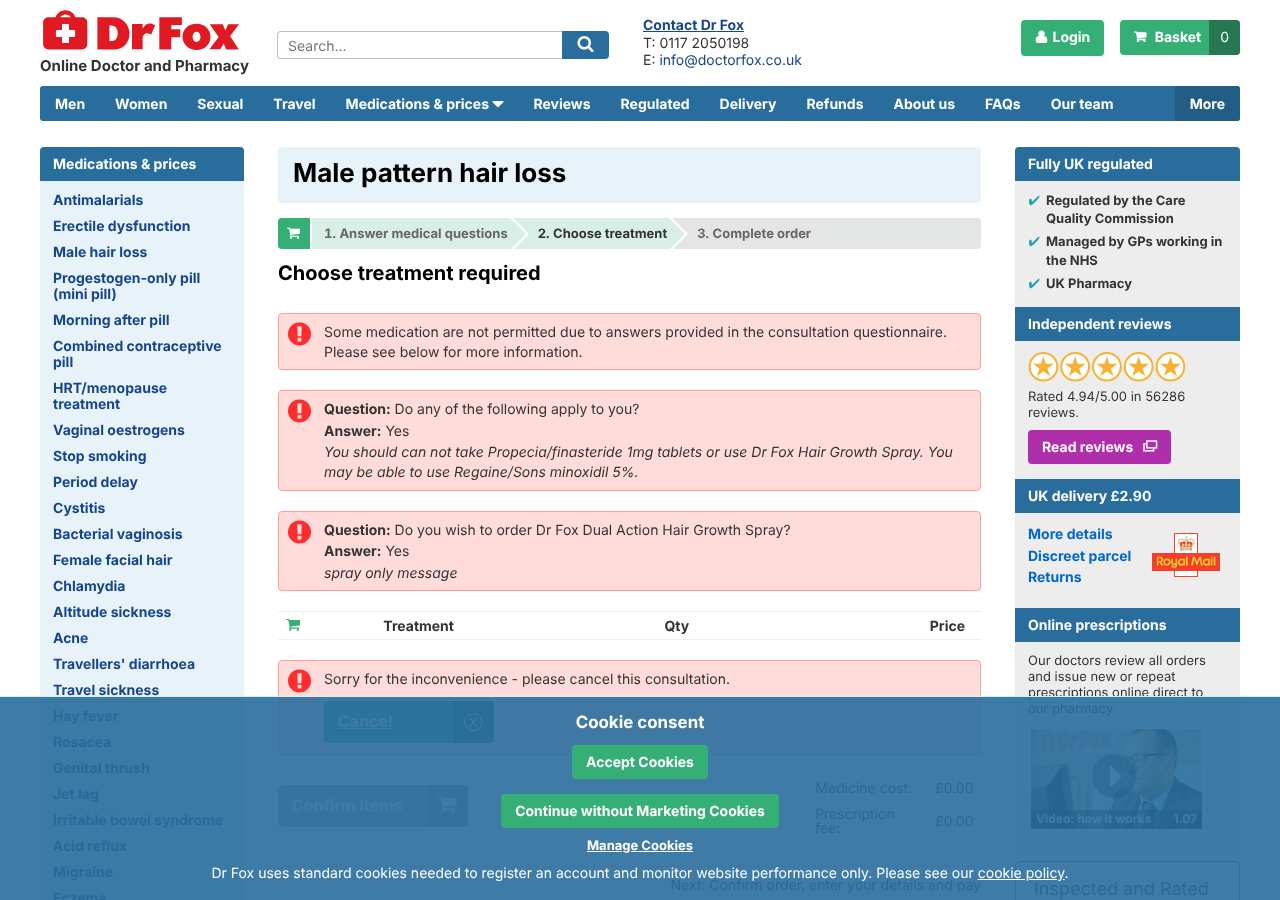 Dr Fox
Online Doctor and Pharmacy
Search...
Contact Dr Fox
T: 0117 2050198
E: info@doctorfox.co.uk
Login
Basket 0
Men Women Sexual Travel Medications & prices Reviews Regulated Delivery Refunds About us FAQs Our team More
Medications & prices
Antimalarials
Erectile dysfunction
Male hair loss
Progestogen-only pill
(mini pill)
Morning after pill
Combined contraceptive
pill
HRT/menopause
treatment
Vaginal oestrogens
Stop smoking
Period delay
Cystitis
Bacterial vaginosis
Female facial hair
Chlamydia
Altitude sickness
Acne
Travellers' diarrhoea
Travel sickness
Hay fever
Rosacea
Genital thrush
Jet lag
Irritable bowel syndrome
Acid reflux
Migraine
Eczema
Male pattern hair loss
1. Answer medical questions 2. Choose treatment 3. Complete order
Choose treatment required
Some medication are not permitted due to answers provided in the consultation questionnaire.
Please see below for more information.
Question: Do any of the following apply to you?
Answer: Yes
You should can not take Propecia/finasteride 1mg tablets or use Dr Fox Hair Growth Spray. You
may be able to use Regaine/Sons minoxidil 5%.
Question: Do you wish to order Dr Fox Dual Action Hair Growth Spray?
Answer: Yes
spray only message
Treatment Qty Price
Sorry for the inconvenience - please cancel this consultation.
Cancel
Confirm items
Medicine cost: £0.00
Prescription
fee: £0.00
Next: Confirm order, enter your details and pay
Fully UK regulated
Regulated by the Care
Quality Commission
Managed by GPs working in
the NHS
UK Pharmacy
Independent reviews
Rated 4.94/5.00 in 56286
reviews.
Read reviews
UK delivery £2.90
More details
Discreet parcel
Returns
Royal Mail
Online prescriptions
Our doctors review all orders
and issue new or repeat
prescriptions online direct to
our pharmacy.
Dr Fox
Video: how it works 1.07
Inspected and Rated
Cookie consent
Accept Cookies
Continue without Marketing Cookies
Manage Cookies
Dr Fox uses standard cookies needed to register an account and monitor website performance only. Please see our cookie policy.